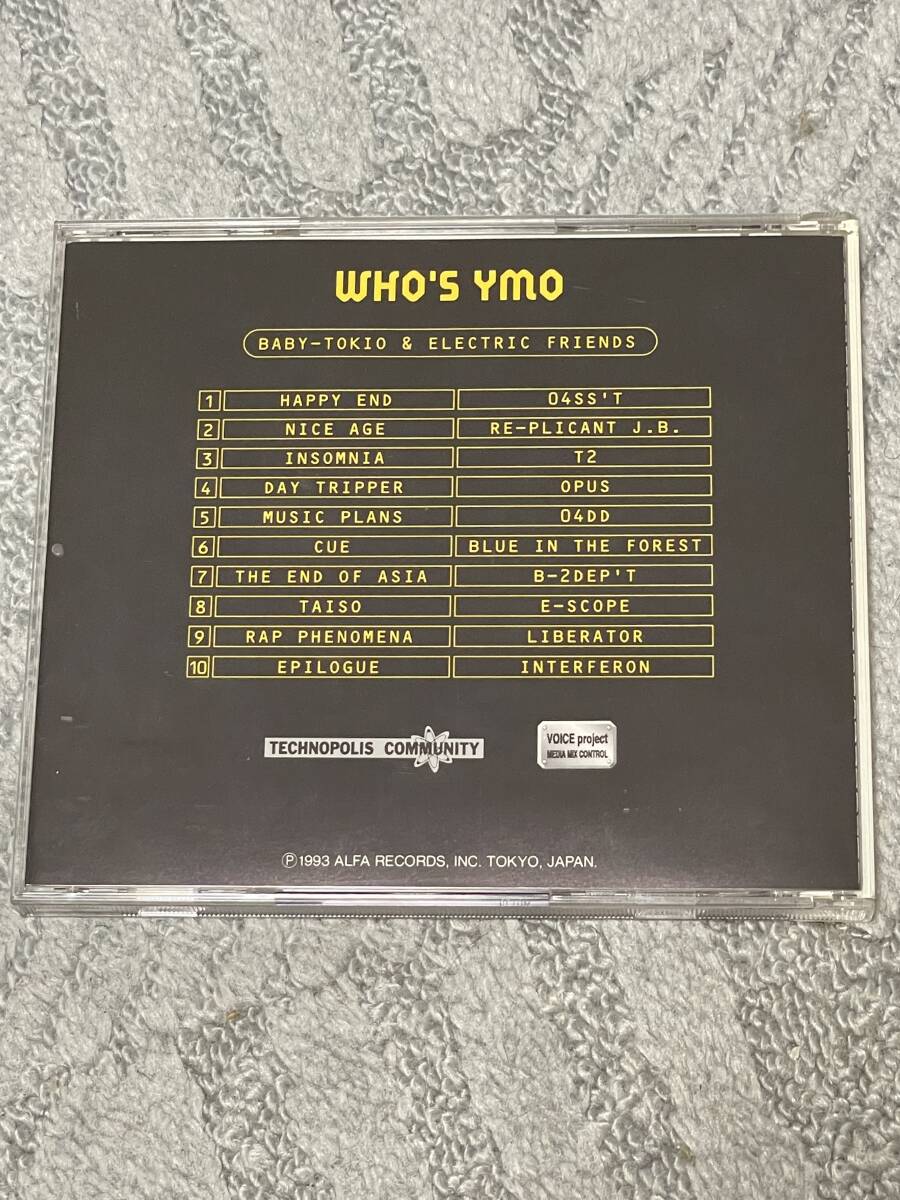 WHO'S YMO
BABY-TOKIO & ELECTRIC FRIENDS
1 HAPPY END 04SS'T
2 NICE AGE RE-PLICANT J.B.
3 INSOMNIA T2
4 DAY TRIPPER OPUS
5 MUSIC PLANS 04DD
6 CUE BLUE IN THE FOREST
7 THE END OF ASIA B-2DEP'T
8 TAISO E-SCOPE
9 RAP PHENOMENA LIBERATOR
10 EPILOGUE INTERFERON
TECHNOPOLIS COMMUNITY
VOICE project
MEDIA MIX CONTROL
Ⓟ1993 ALFA RECORDS, INC. TOKYO, JAPAN.